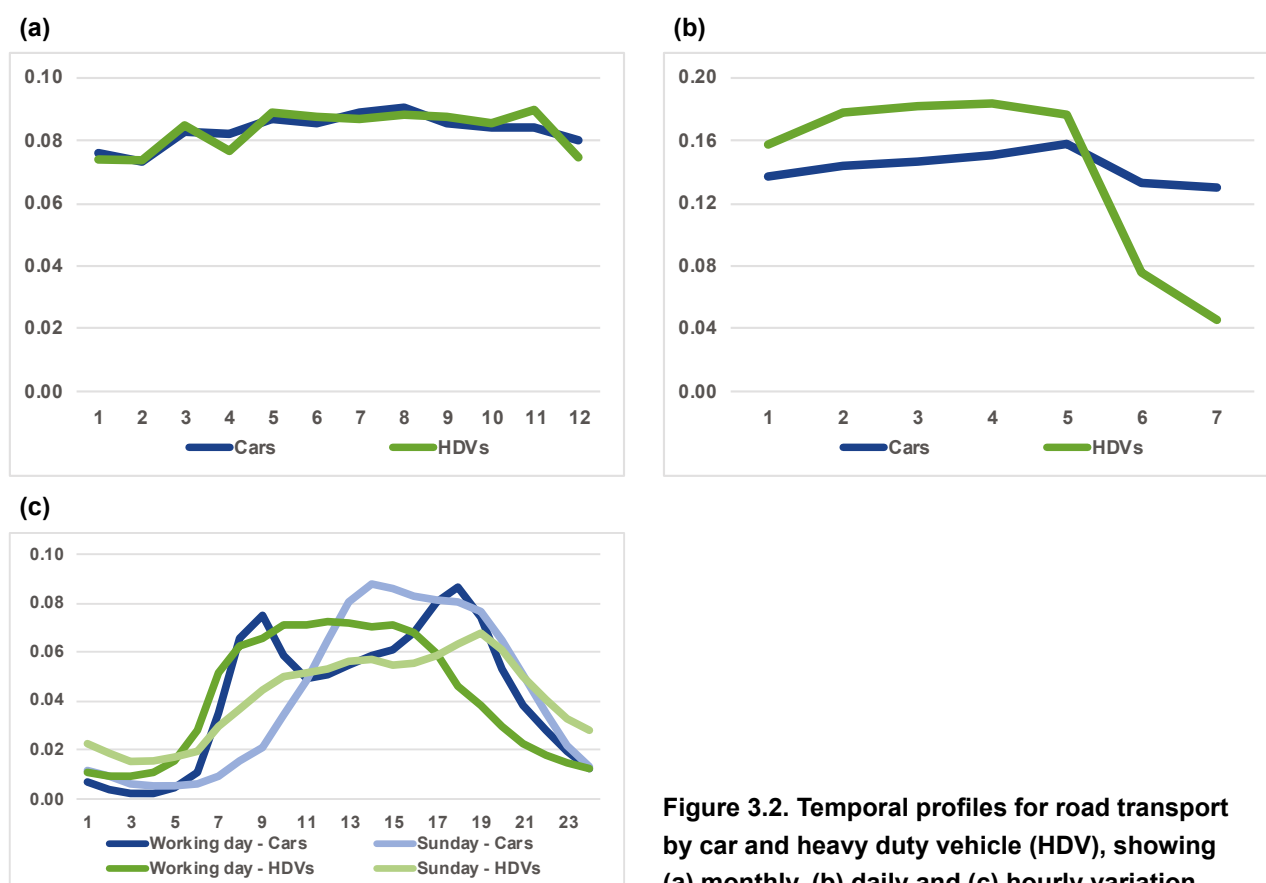 (a)
0.10
0.08
0.06
0.04
0.02
0.00
1 2 3 4 5 6 7 8 9 10 11 12
Cars HDVs
(b)
0.20
0.16
0.12
0.08
0.04
0.00
1 2 3 4 5 6 7
Cars HDVs
(c)
0.10
0.08
0.06
0.04
0.02
0.00
1 3 5 7 9 11 13 15 17 19 21 23
Working day - Cars Sunday - Cars
Working day - HDVs Sunday - HDVs
Figure 3.2. Temporal profiles for road transport
by car and heavy duty vehicle (HDV), showing
(a) monthly, (b) daily and (c) hourly variation